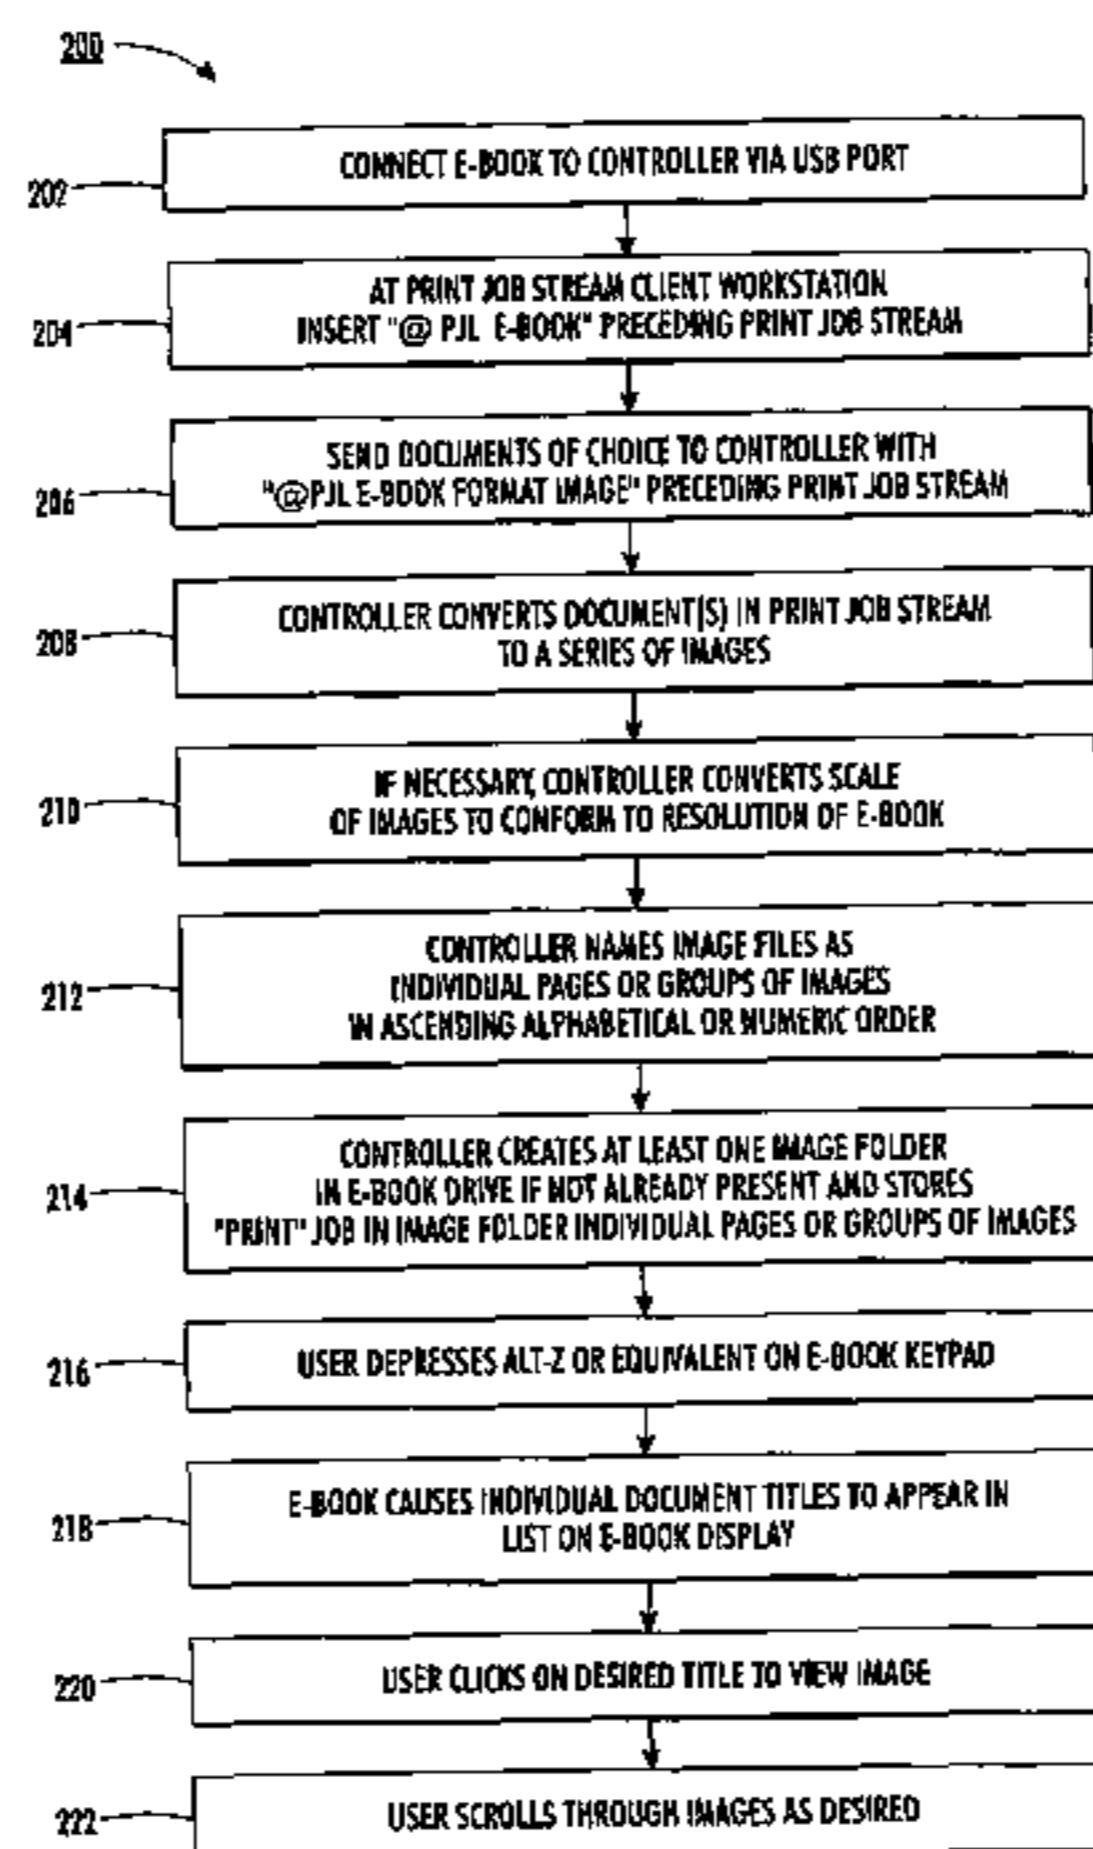 200
202
CONNECT E-BOOK TO CONTROLLER VIA USB PORT
204
AT PRINT JOB STREAM CLIENT WORKSTATION
INSERT "@ PJL E-BOOK" PRECEDING PRINT JOB STREAM
206
SEND DOCUMENTS OF CHOICE TO CONTROLLER WITH
"@PJL E-BOOK FORMAT IMAGE" PRECEDING PRINT JOB STREAM
208
CONTROLLER CONVERTS DOCUMENT(S) IN PRINT JOB STREAM
TO A SERIES OF IMAGES
210
IF NECESSARY, CONTROLLER CONVERTS SCALE
OF IMAGES TO CONFORM TO RESOLUTION OF E-BOOK
212
CONTROLLER NAMES IMAGE FILES AS
INDIVIDUAL PAGES OR GROUPS OF IMAGES
IN ASCENDING ALPHABETICAL OR NUMERIC ORDER
214
CONTROLLER CREATES AT LEAST ONE IMAGE FOLDER
IN E-BOOK DRIVE IF NOT ALREADY PRESENT AND STORES
"PRINT" JOB IN IMAGE FOLDER INDIVIDUAL PAGES OR GROUPS OF IMAGES
216
USER DEPRESSES ALT-Z OR EQUIVALENT ON E-BOOK KEYPAD
218
E-BOOK CAUSES INDIVIDUAL DOCUMENT TITLES TO APPEAR IN
LIST ON E-BOOK DISPLAY
220
USER CLICKS ON DESIRED TITLE TO VIEW IMAGE
222
USER SCROLLS THROUGH IMAGES AS DESIRED